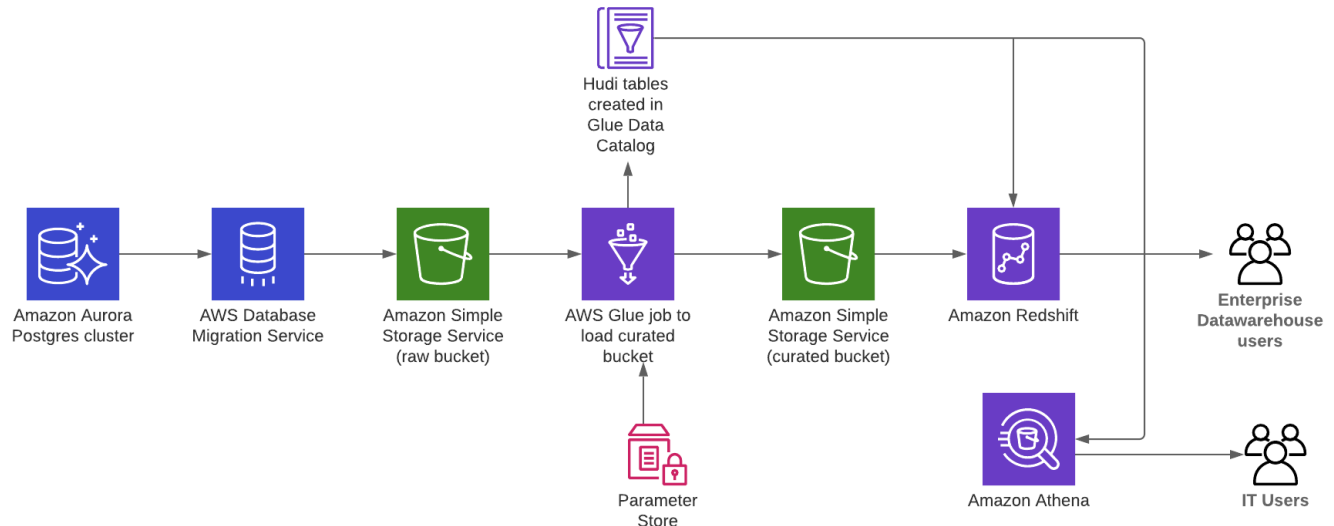 Hudi tables
created in
Glue Data
Catalog
Amazon Aurora
Postgres cluster
AWS Database
Migration Service
Amazon Simple
Storage Service
(raw bucket)
AWS Glue job to
load curated
bucket
Amazon Simple
Storage Service
(curated bucket)
Amazon Redshift
Enterprise
Datawarehouse
users
Parameter
Store
Amazon Athena
IT Users